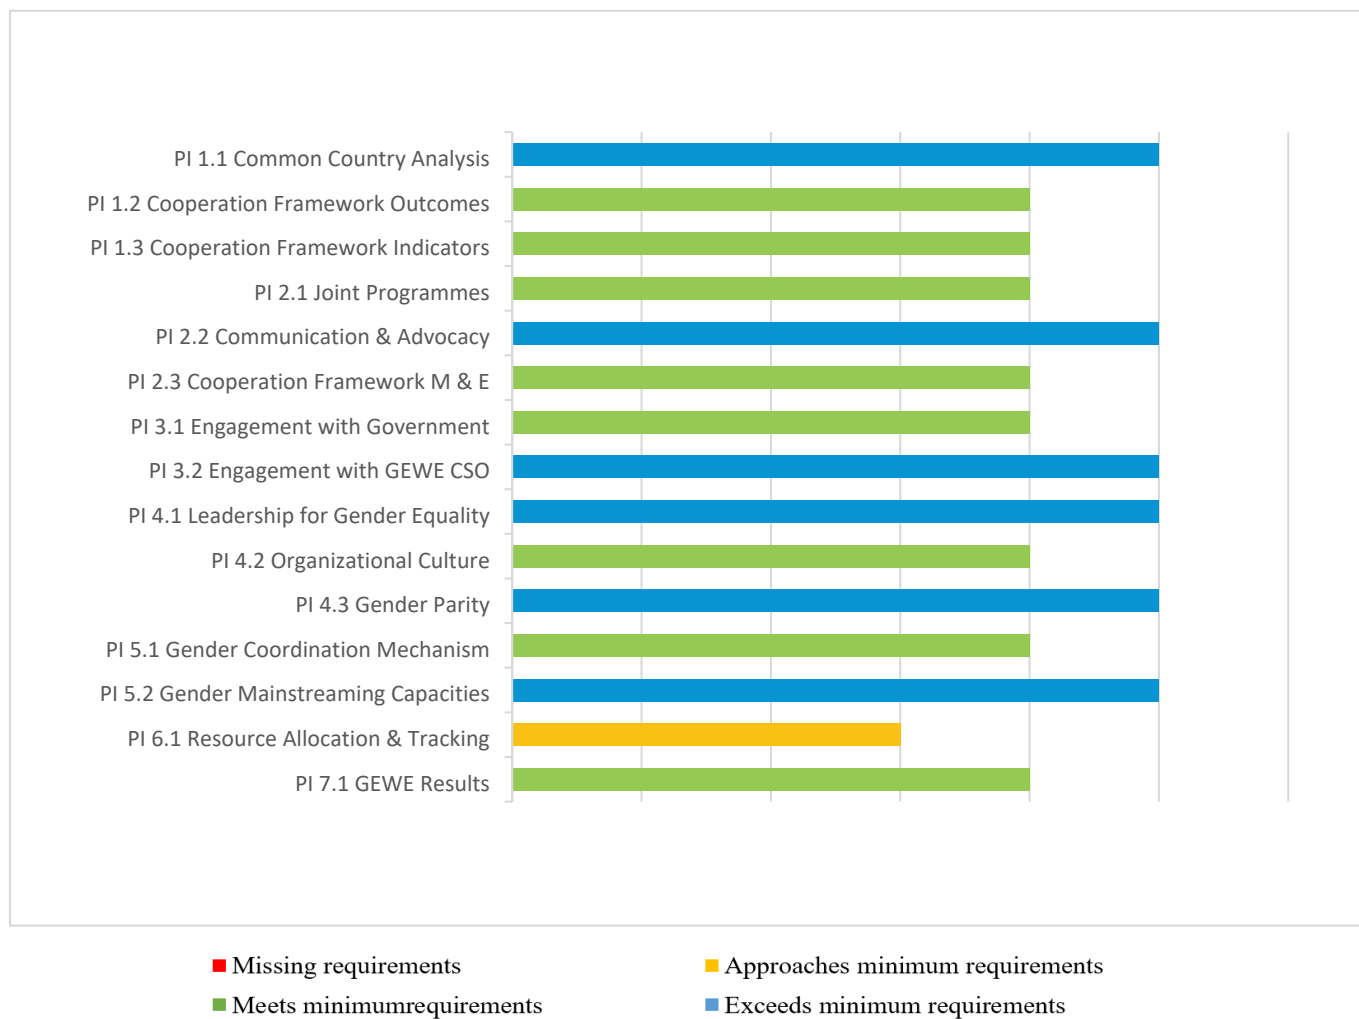 PI 1.1 Common Country Analysis
PI 1.2 Cooperation Framework Outcomes
PI 1.3 Cooperation Framework Indicators
PI 2.1 Joint Programmes
PI 2.2 Communication & Advocacy
PI 2.3 Cooperation Framework M & E
PI 3.1 Engagement with Government
PI 3.2 Engagement with GEWE CSO
PI 4.1 Leadership for Gender Equality
PI 4.2 Organizational Culture
PI 4.3 Gender Parity
PI 5.1 Gender Coordination Mechanism
PI 5.2 Gender Mainstreaming Capacities
PI 6.1 Resource Allocation & Tracking
PI 7.1 GEWE Results
Missing requirements
Approaches minimum requirements
Meets minimumrequirements
Exceeds minimum requirements